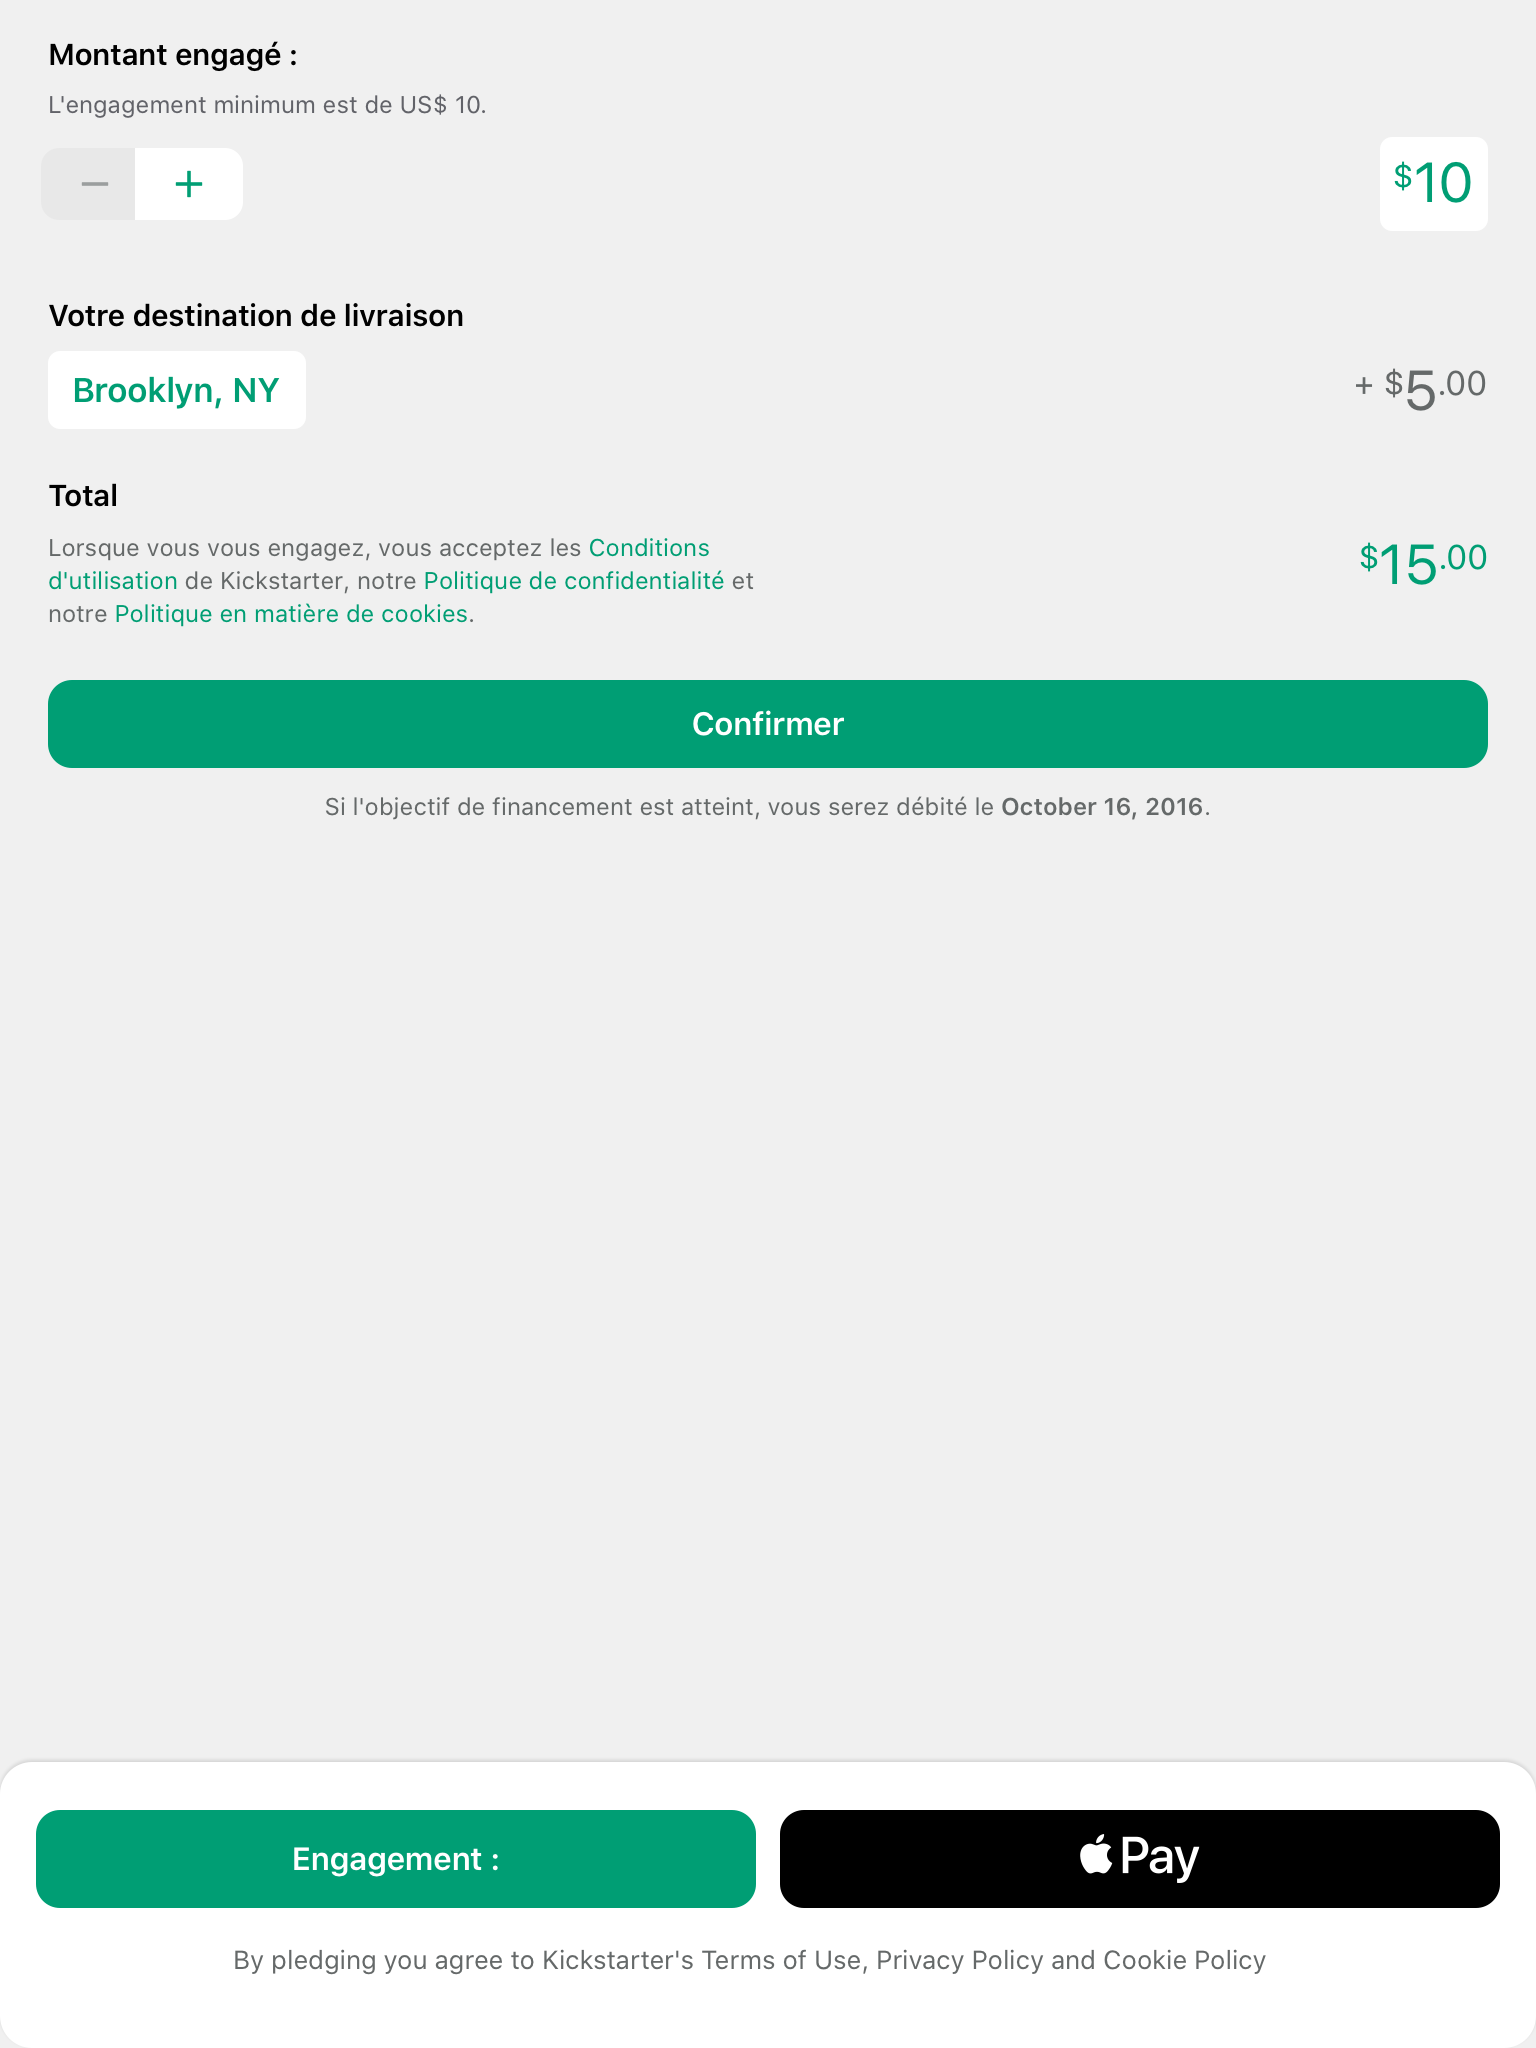 Montant engagé :
L'engagement minimum est de US$ 10.
− +
$10
Votre destination de livraison
Brooklyn, NY
+ $5.00
Total
Lorsque vous vous engagez, vous acceptez les Conditions
d'utilisation de Kickstarter, notre Politique de confidentialité et
notre Politique en matière de cookies.
$15.00
Confirmer
Si l'objectif de financement est atteint, vous serez débité le October 16, 2016.
Engagement :
Pay
By pledging you agree to Kickstarter's Terms of Use, Privacy Policy and Cookie Policy